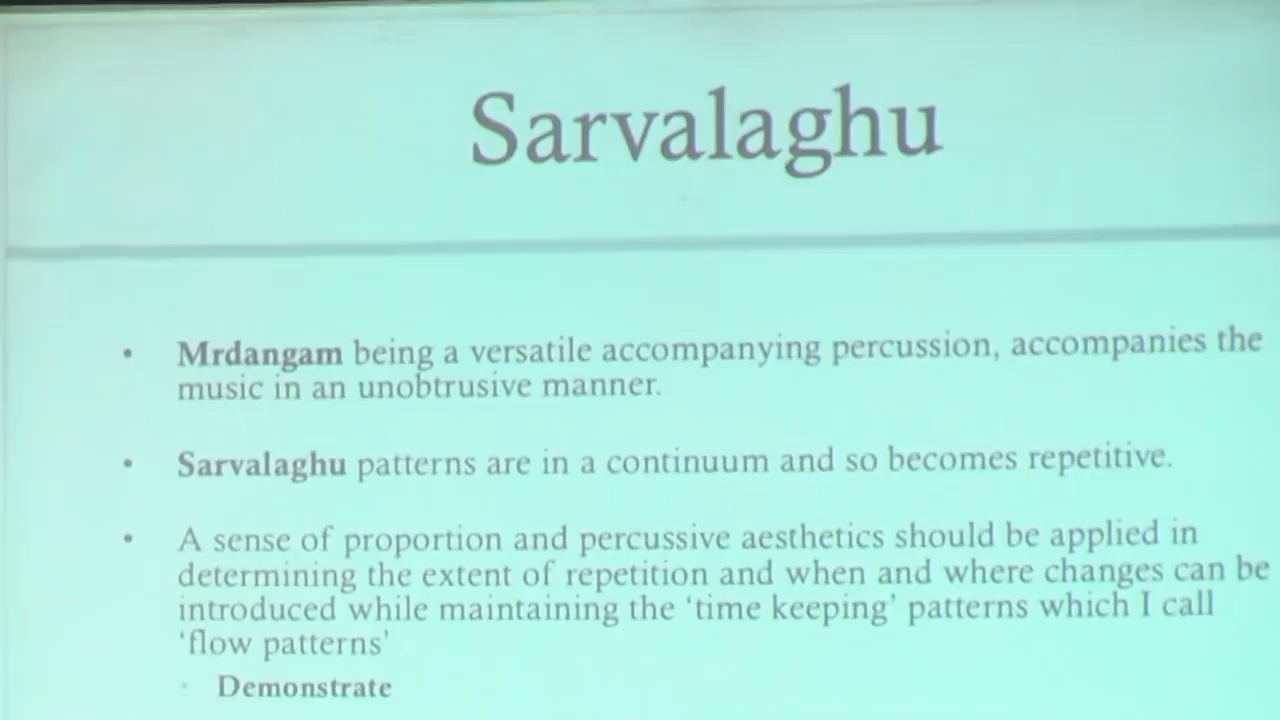 Sarvalaghu
• Mrdangam being a versatile accompanying percussion, accompanies the
music in an unobtrusive manner.
• Sarvalaghu patterns are in a continuum and so becomes repetitive.
• A sense of proportion and percussive aesthetics should be applied in
determining the extent of repetition and when and where changes can be
introduced while maintaining the ‘time keeping’ patterns which I call
‘flow patterns’
• Demonstrate